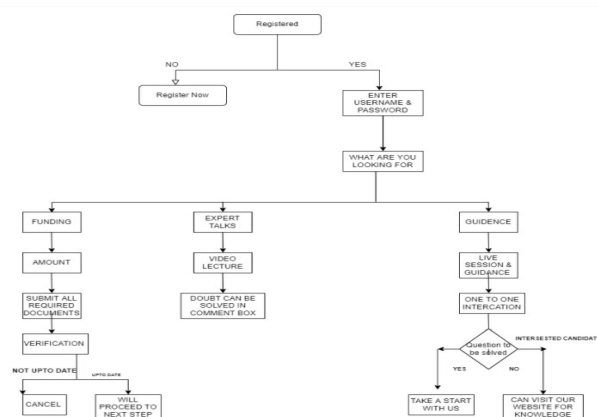 Registered
NO
YES
Register Now
ENTER
USERNAME &
PASSWORD
WHAT ARE YOU
LOOKING FOR
FUNDING
EXPERT
TALKS
GUIDENCE
AMOUNT
VIDEO
LECTURE
LIVE
SESSION &
GUIDANCE
SUBMIT ALL
REQUIRED
DOCUMENTS
DOUBT CAN BE
SOLVED IN
COMMENT BOX
ONE TO ONE
INTERCATION
VERIFICATION
Question to
be solved
INTERSESTED CANDIDAT
NOT UPTO DATE
UPTO DATE
YES
NO
CANCEL
WILL
PROCEED TO
NEXT STEP
TAKE A START
WITH US
CAN VISIT OUR
WEBSITE FOR
KNOWLEDGE